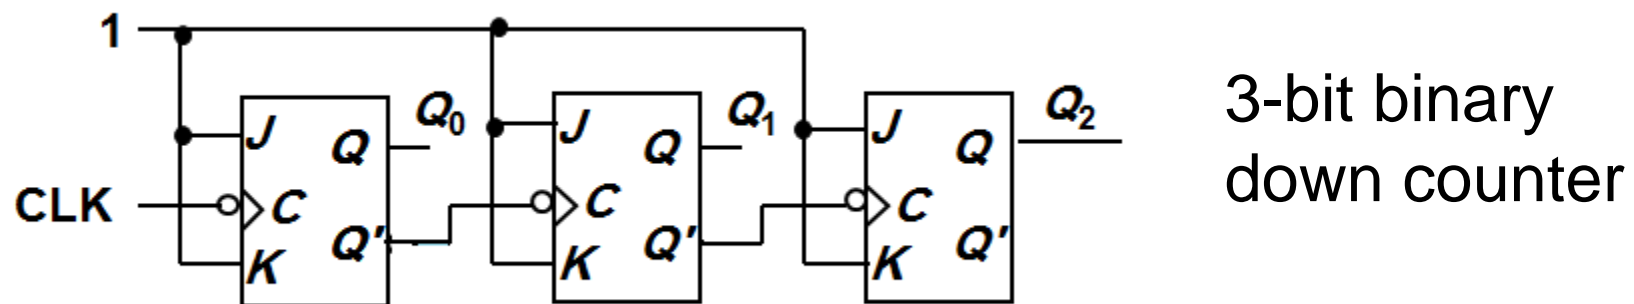 1
Q0 Q1 Q2
J Q J Q J Q
CLK C C C
K Q' K Q' K Q'
3-bit binary
down counter